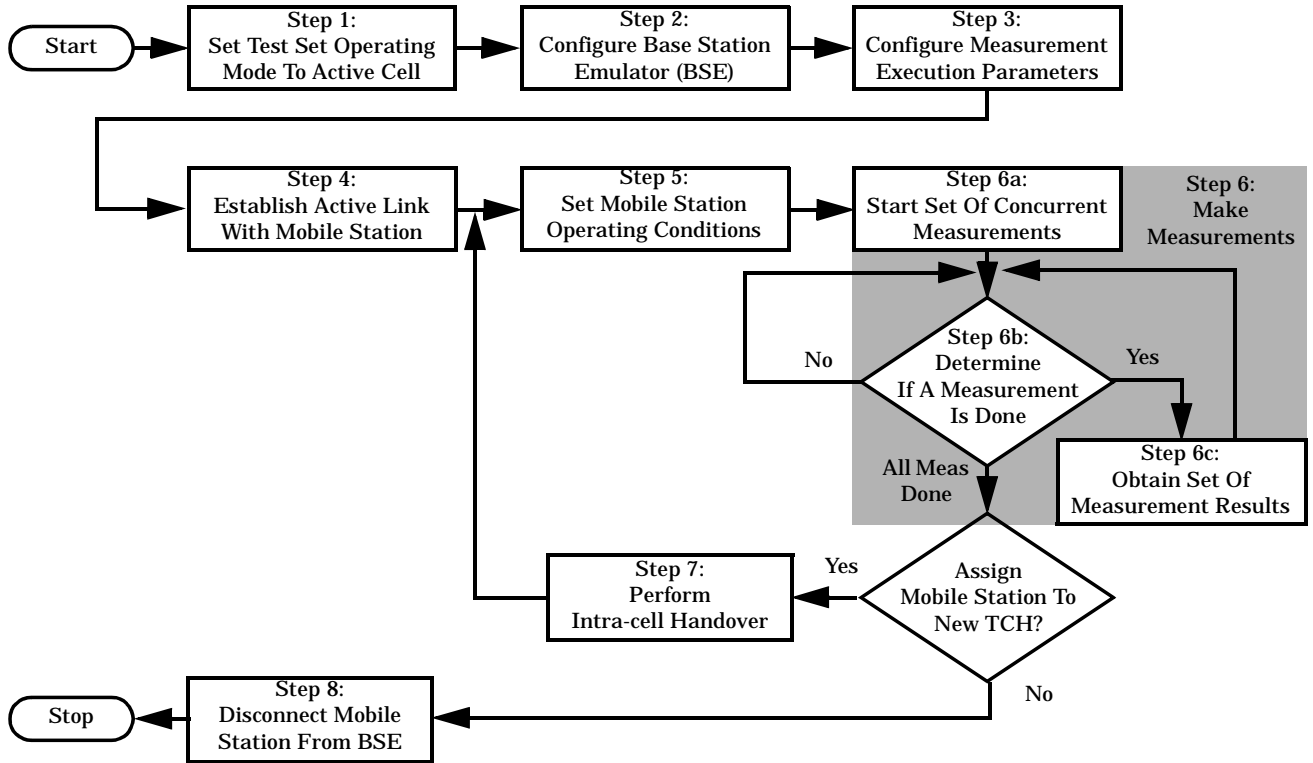 Start
Step 1:
Set Test Set Operating
Mode To Active Cell
Step 2:
Configure Base Station
Emulator (BSE)
Step 3:
Configure Measurement
Execution Parameters
Step 4:
Establish Active Link
With Mobile Station
Step 5:
Set Mobile Station
Operating Conditions
Step 6a:
Start Set Of Concurrent
Measurements
Step 6:
Make
Measurements
Step 6b:
Determine
If A Measurement
Is Done
No
Yes
Step 6c:
Obtain Set Of
Measurement Results
All Meas
Done
Assign
Mobile Station To
New TCH?
Yes
Step 7:
Perform
Intra-cell Handover
No
Step 8:
Disconnect Mobile
Station From BSE
Stop